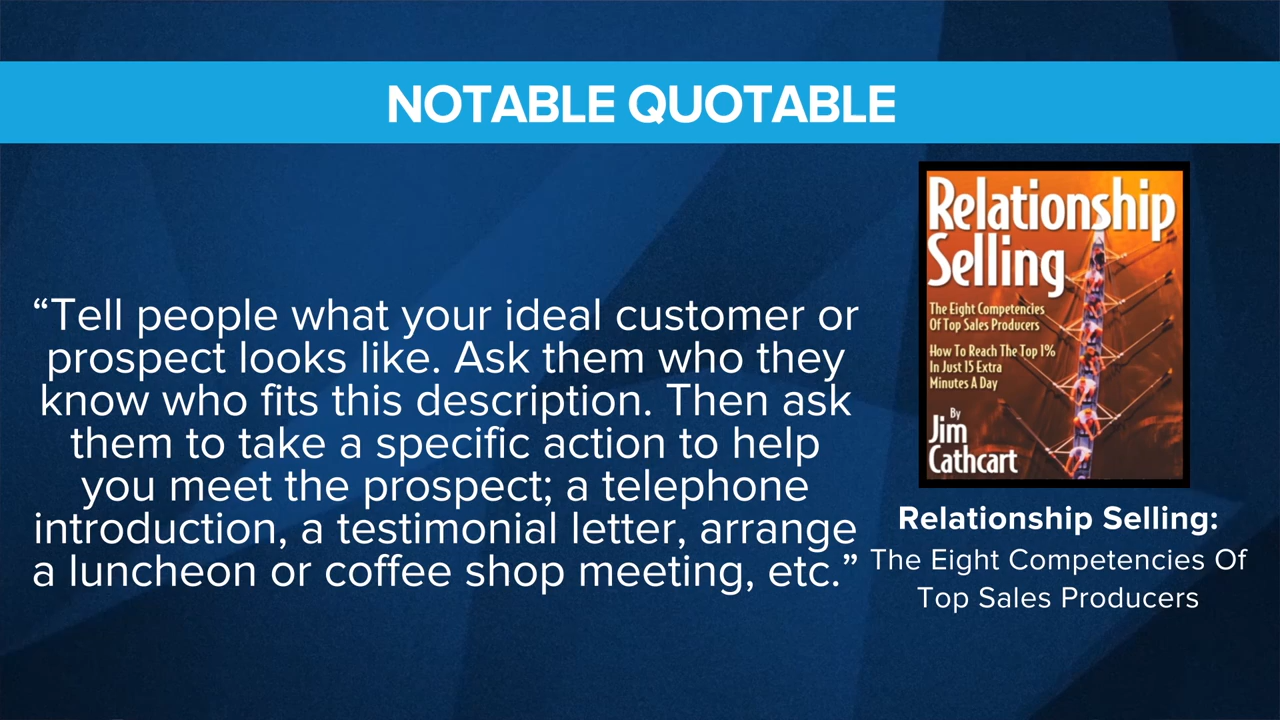 NOTABLE QUOTABLE
“Tell people what your ideal customer or
prospect looks like. Ask them who they
know who fits this description. Then ask
them to take a specific action to help
you meet the prospect; a telephone
introduction, a testimonial letter, arrange
a luncheon or coffee shop meeting, etc.”
Relationship
Selling
The Eight Competencies
Of Top Sales Producers
How To Reach The Top 1%
In Just 15 Extra
Minutes A Day
By
Jim
Cathcart
Relationship Selling:
The Eight Competencies Of
Top Sales Producers